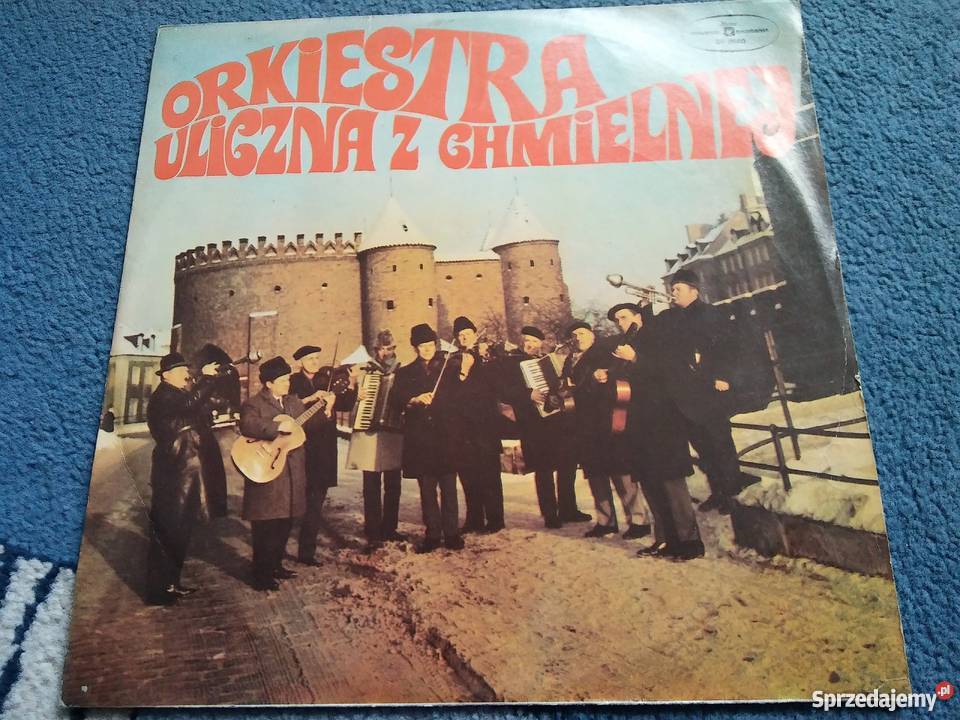 ORKIESTRA
ULICZNA Z CHMIELNEJ
Sprzedajemy.pl